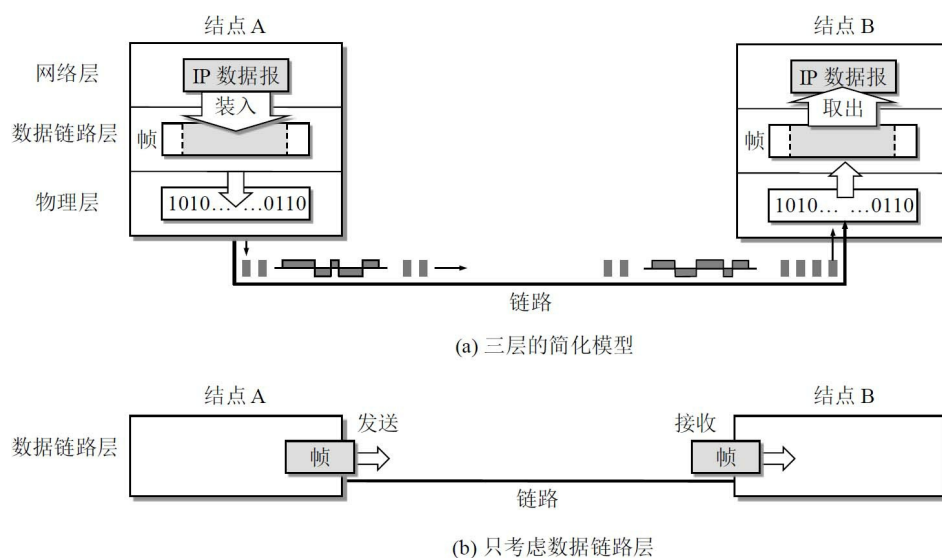 结点 A
结点 B
网络层
IP 数据报
IP 数据报
装入
取出
数据链路层
帧
帧
物理层
1010… …0110
1010… …0110
链路
(a) 三层的简化模型
结点 A
结点 B
数据链路层
发送
接收
帧
帧
链路
(b) 只考虑数据链路层